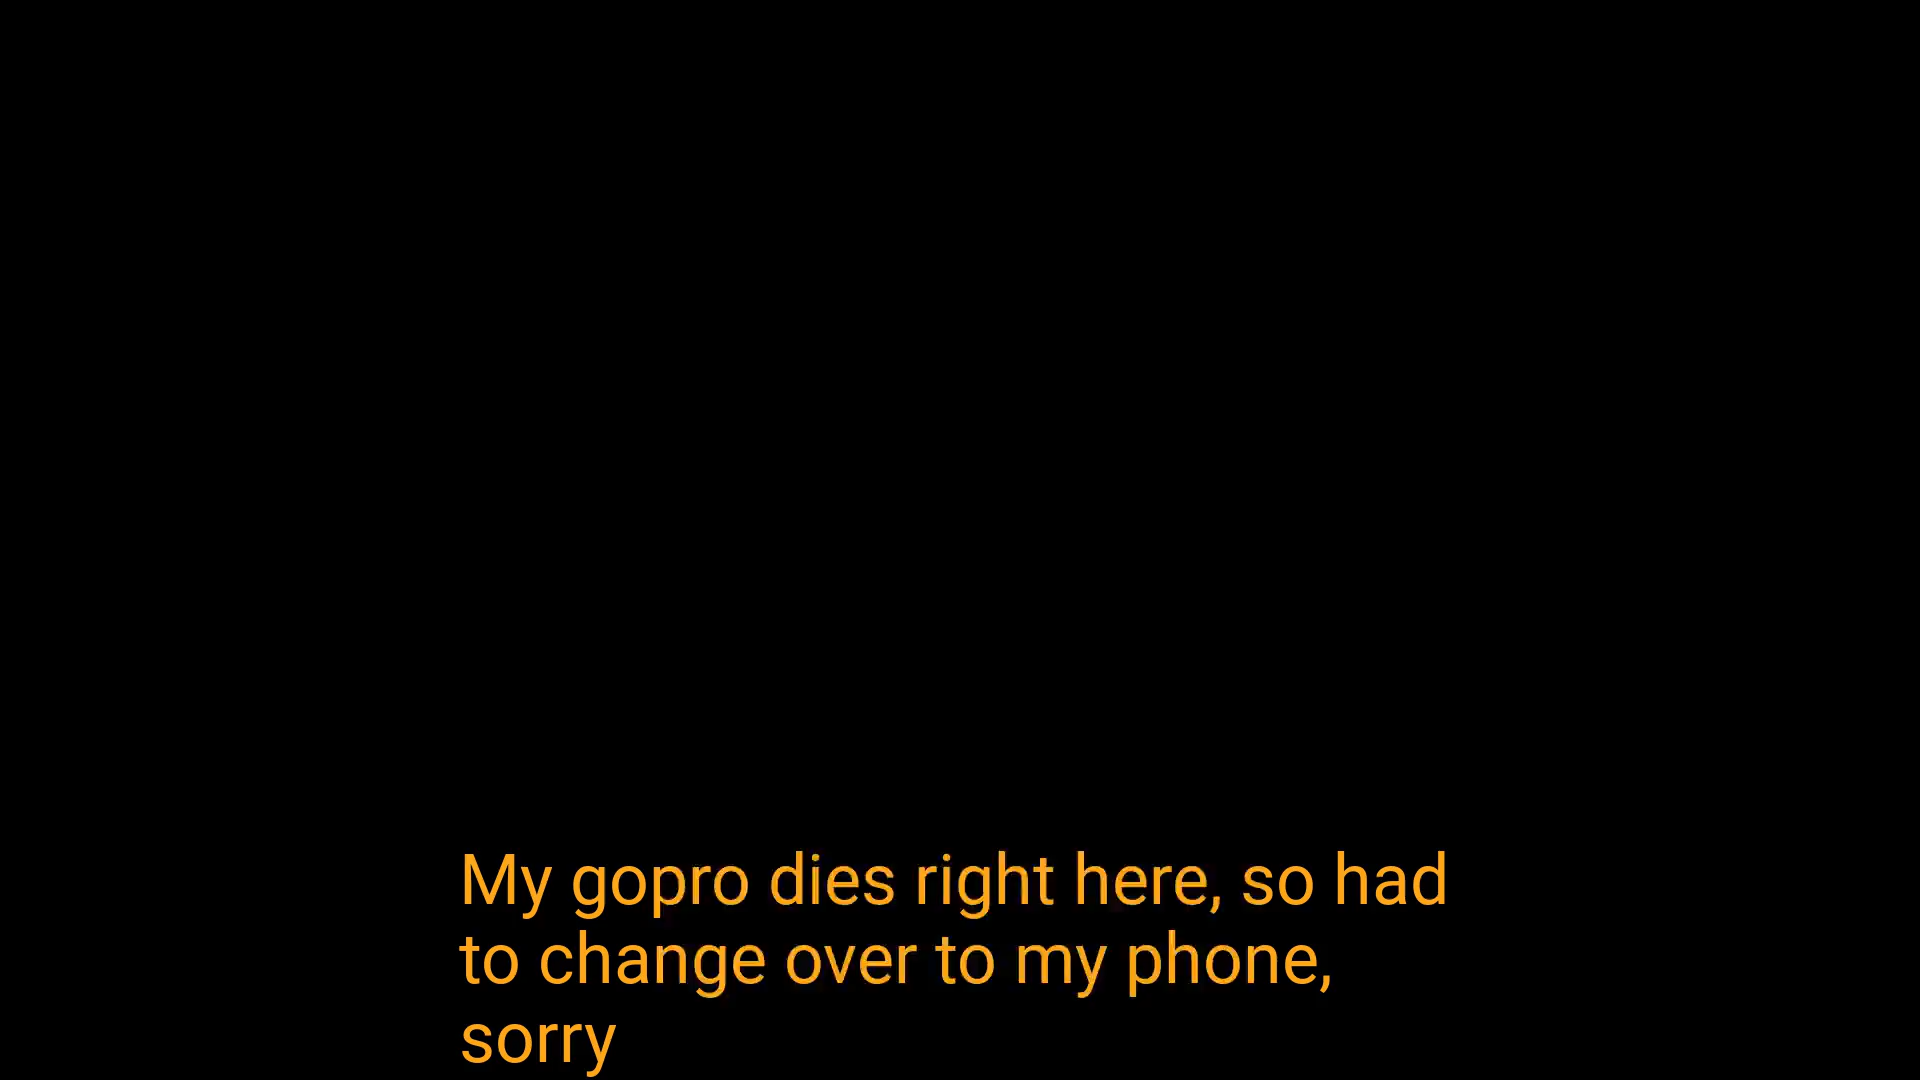 My gopro dies right here, so had
to change over to my phone,
sorry